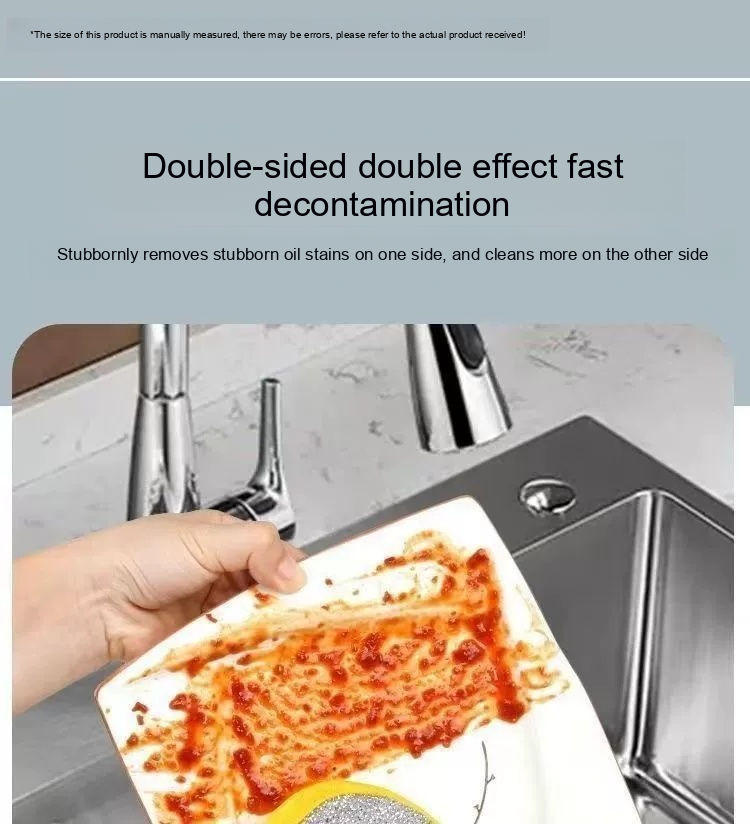 *The size of this product is manually measured, there may be errors, please refer to the actual product received!
Double-sided double effect fast
decontamination
Stubbornly removes stubborn oil stains on one side, and cleans more on the other side